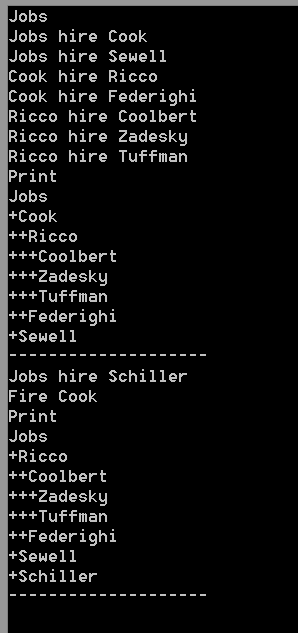 Jobs
Jobs hire Cook
Jobs hire Sewell
Cook hire Ricco
Cook hire Federighi
Ricco hire Coolbert
Ricco hire Zadesky
Ricco hire Tuffman
Print
Jobs
+Cook
++Ricco
+++Coolbert
+++Zadesky
+++Tuffman
++Federighi
+Sewell
--------------------
Jobs hire Schiller
Fire Cook
Print
Jobs
+Ricco
++Coolbert
+++Zadesky
+++Tuffman
++Federighi
+Sewell
+Schiller
--------------------